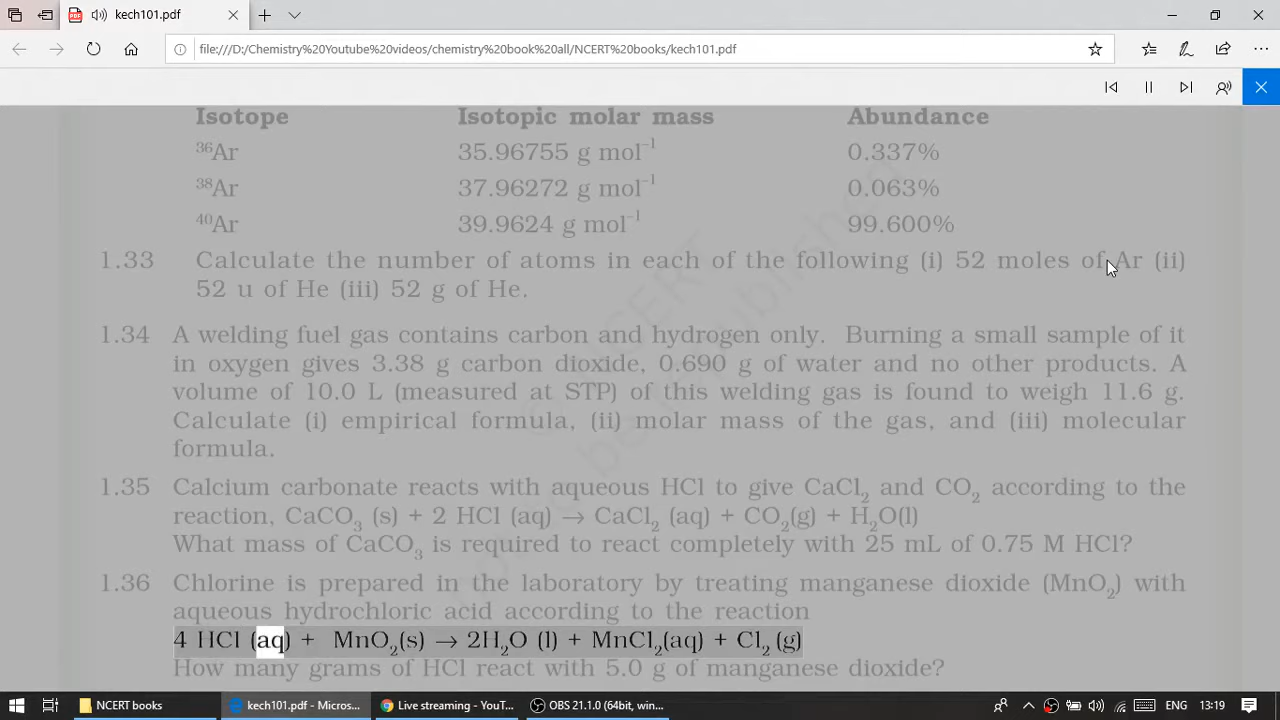 kech101.pdf
file:///D:/Chemistry%20Youtube%20videos/chemistry%20book%20all/NCERT%20books/kech101.pdf
Isotope Isotopic molar mass Abundance
³⁶Ar 35.96755 g mol⁻¹ 0.337%
³⁸Ar 37.96272 g mol⁻¹ 0.063%
⁴⁰Ar 39.9624 g mol⁻¹ 99.600%
1.33 Calculate the number of atoms in each of the following (i) 52 moles of Ar (ii)
52 u of He (iii) 52 g of He.
1.34 A welding fuel gas contains carbon and hydrogen only. Burning a small sample of it
in oxygen gives 3.38 g carbon dioxide, 0.690 g of water and no other products. A
volume of 10.0 L (measured at STP) of this welding gas is found to weigh 11.6 g.
Calculate (i) empirical formula, (ii) molar mass of the gas, and (iii) molecular
formula.
1.35 Calcium carbonate reacts with aqueous HCl to give CaCl₂ and CO₂ according to the
reaction, CaCO₃ (s) + 2 HCl (aq) → CaCl₂ (aq) + CO₂(g) + H₂O(l)
What mass of CaCO₃ is required to react completely with 25 mL of 0.75 M HCl?
1.36 Chlorine is prepared in the laboratory by treating manganese dioxide (MnO₂) with
aqueous hydrochloric acid according to the reaction
4 HCl (aq) + MnO₂(s) → 2H₂O (l) + MnCl₂(aq) + Cl₂ (g)
How many grams of HCl react with 5.0 g of manganese dioxide?
NCERT books kech101.pdf - Micros... Live streaming - YouT... OBS 21.1.0 (64bit, win... 13:19